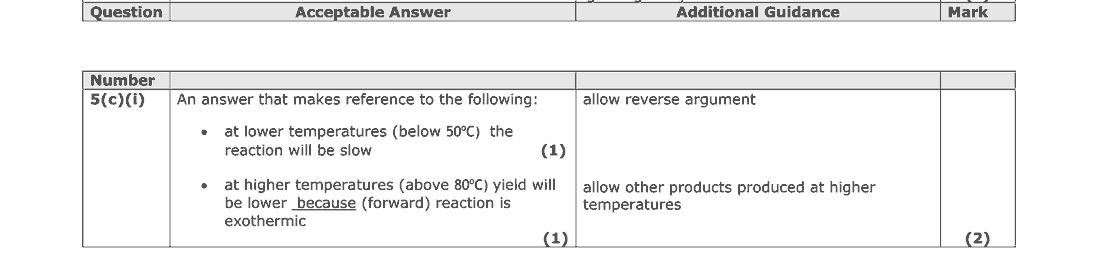 Question Acceptable Answer Additional Guidance Mark
Number
5(c)(i) An answer that makes reference to the following: allow reverse argument
• at lower temperatures (below 50°C) the
reaction will be slow (1)
• at higher temperatures (above 80°C) yield will
be lower because (forward) reaction is
exothermic
(1)
allow other products produced at higher
temperatures
(2)